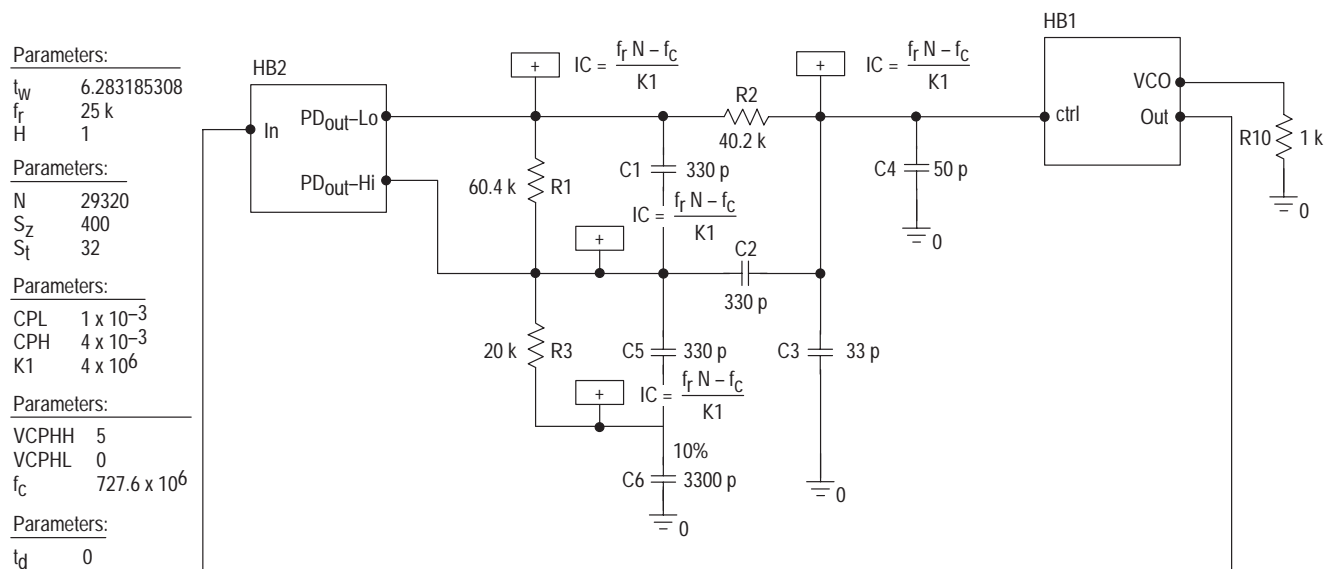 Parameters:
tw 6.283185308
fr 25 k
H 1
Parameters:
N 29320
Sz 400
St 32
Parameters:
CPL 1 x 10–3
CPH 4 x 10–3
K1 4 x 106
Parameters:
VCPHH 5
VCPHL 0
fc 727.6 x 106
Parameters:
td 0
HB2
In
PDout–Lo
PDout–Hi
+
IC = fr N – fc
K1
+
IC = fr N – fc
K1
HB1
VCO
ctrl
Out
R10
1 k
0
R2
40.2 k
60.4 k
R1
C1
330 p
IC = fr N – fc
K1
C4
50 p
0
+
C2
330 p
20 k
R3
C5
330 p
IC = fr N – fc
K1
C3
33 p
0
+
10%
C6
3300 p
0